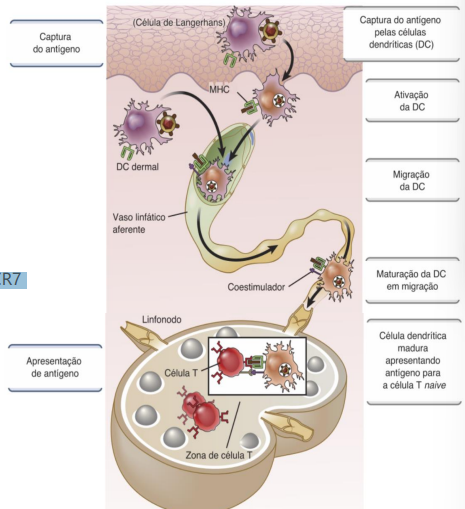 Captura
do antígeno
(Célula de Langerhans)
Captura do antígeno
pelas células
dendríticas (DC)
MHC
Ativação
da DC
DC dermal
Migração
da DC
Vaso linfático
aferente
R7
Coestimulador
Maturação da DC
em migração
Linfonodo
Apresentação
de antígeno
Célula T
Célula dendrítica
madura
apresentando
antígeno para
a célula T naive
Zona de célula T